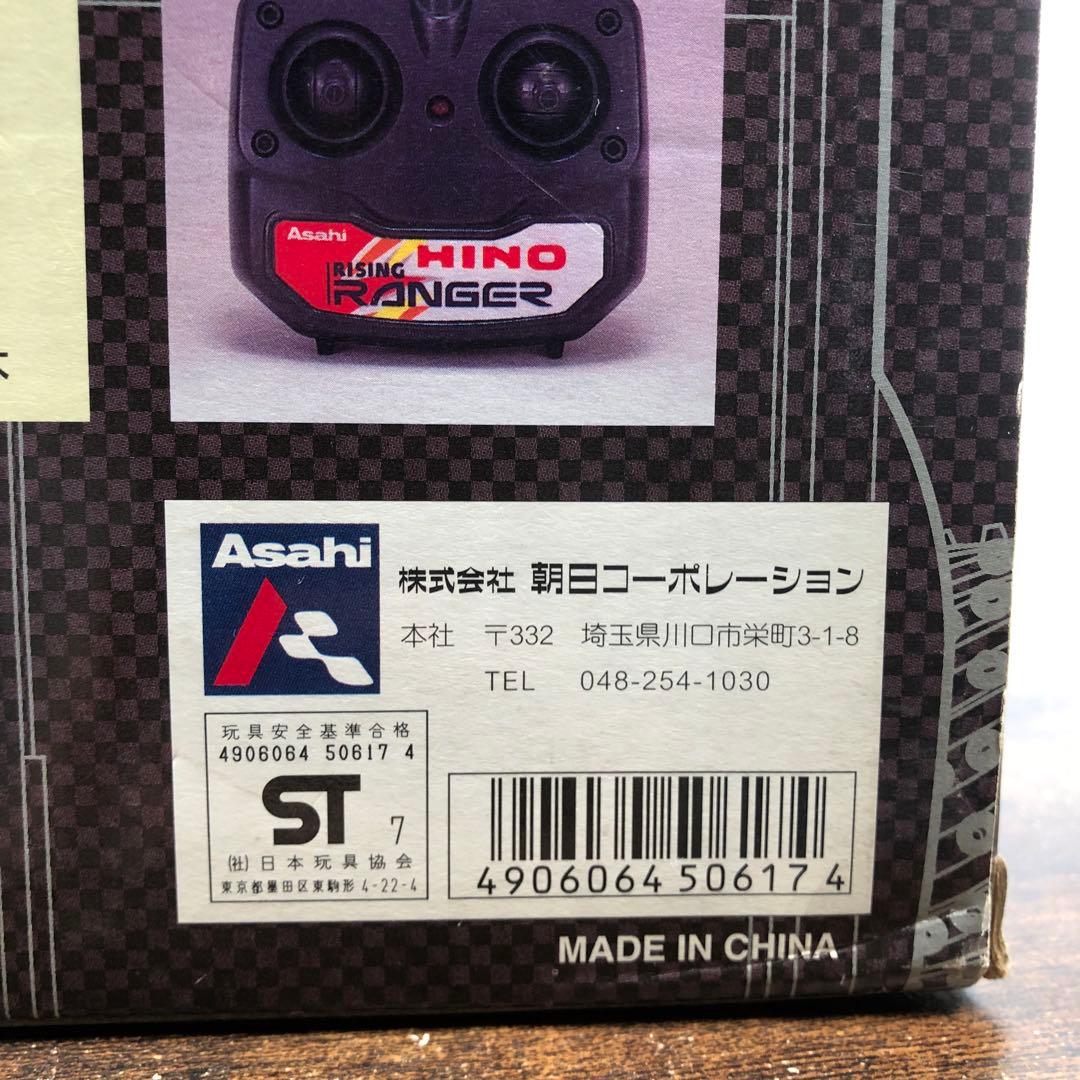 Asahi
HINO
RISING
RANGER
Asahi
株式会社 朝日コーポレーション
本社 〒332 埼玉県川口市栄町3-1-8
TEL 048-254-1030
玩具安全基準合格
4906064 50617 4
ST 7
(社)日本玩具協会
東京都墨田区東駒形4-22-4
4906064 506174
MADE IN CHINA